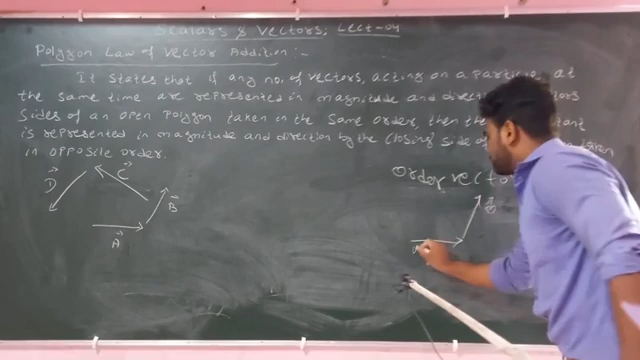 Scalars & Vectors, Lect-04
Polygon Law of Vector Addition:-
It states that if any no. of vectors, acting on a particle at
the same time are represented in magnitude and
sides of an open polygon taken in the same order, then the
is represented in magnitude and direction by the closing side of taken
in opposite order.
Order vector
D
C
B
A